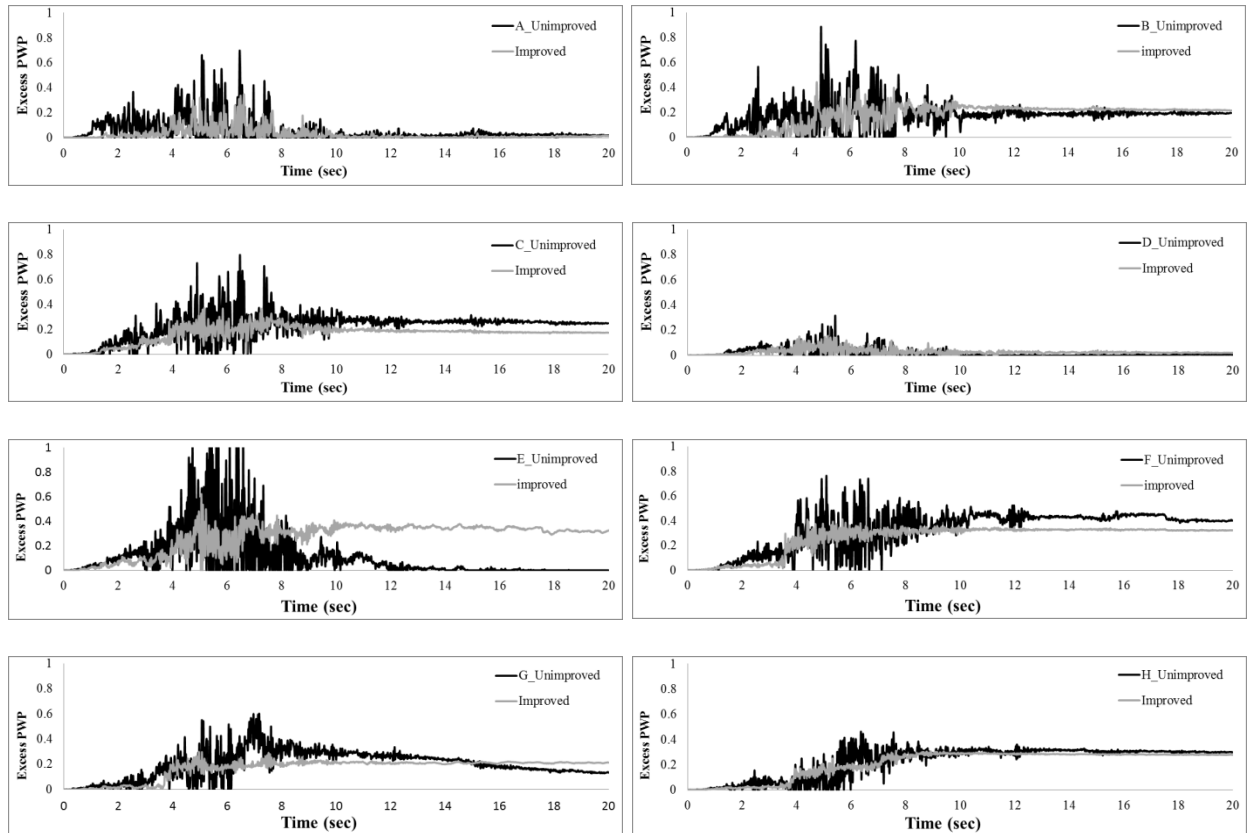 1
0.8
0.6
0.4
0.2
0
Excess PWP
A_Unimproved
Improved
0 2 4 6 8 10 12 14 16 18 20
Time (sec)
1
0.8
0.6
0.4
0.2
0
Excess PWP
B_Unimproved
improved
0 2 4 6 8 10 12 14 16 18 20
Time (sec)
1
0.8
0.6
0.4
0.2
0
Excess PWP
C_Unimproved
Improved
0 2 4 6 8 10 12 14 16 18 20
Time (sec)
1
0.8
0.6
0.4
0.2
0
Excess PWP
D_Unimproved
Improved
0 2 4 6 8 10 12 14 16 18 20
Time (sec)
1
0.8
0.6
0.4
0.2
0
Excess PWP
E_Unimproved
improved
0 2 4 6 8 10 12 14 16 18 20
Time (sec)
1
0.8
0.6
0.4
0.2
0
Excess PWP
F_Unimproved
improved
0 2 4 6 8 10 12 14 16 18 20
Time (sec)
1
0.8
0.6
0.4
0.2
0
Excess PWP
G_Unimproved
Improved
0 2 4 6 8 10 12 14 16 18 20
Time (sec)
1
0.8
0.6
0.4
0.2
0
Excess PWP
H_Unimproved
Improved
0 2 4 6 8 10 12 14 16 18 20
Time (sec)